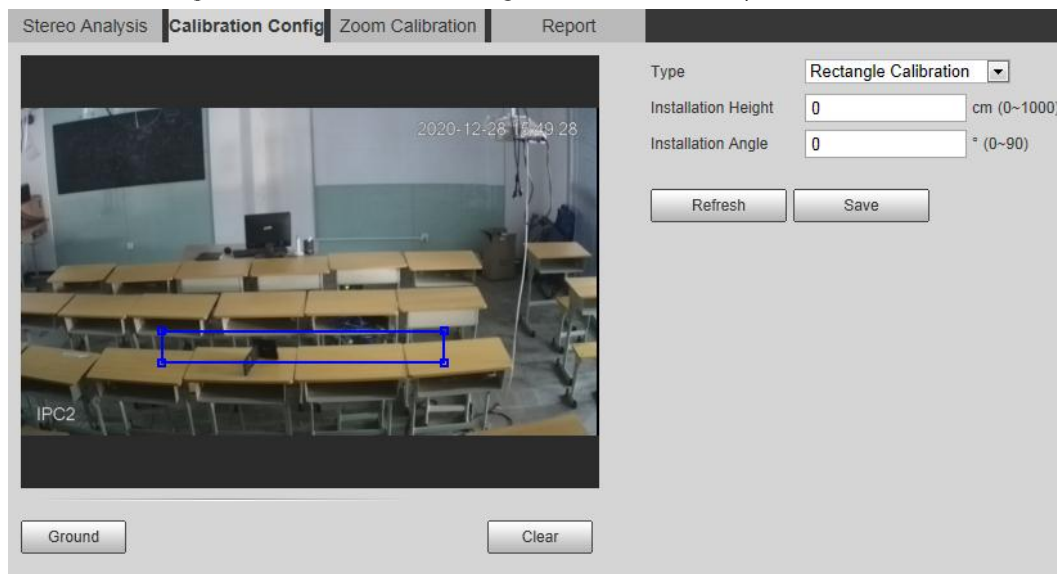 Stereo Analysis Calibration Config Zoom Calibration Report
Type Rectangle Calibration
Installation Height 0 cm (0~1000)
Installation Angle 0 ° (0~90)
Refresh Save
2020-12-28
IPC2
Ground Clear